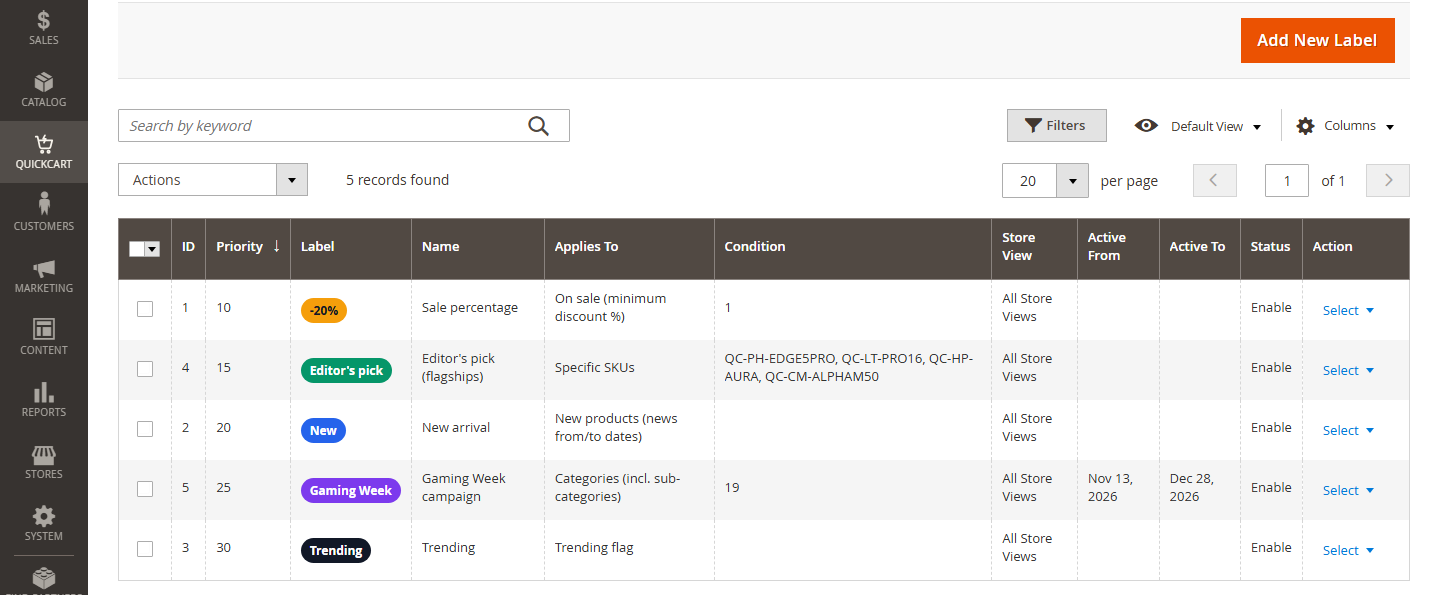 SALES
CATALOG
QUICKCART
CUSTOMERS
MARKETING
CONTENT
REPORTS
STORES
SYSTEM
Add New Label
Search by keyword
Filters
Default View
Columns
Actions
5 records found
20
per page
1
of 1
ID
Priority ↓
Label
Name
Applies To
Condition
Store
View
Active
From
Active To
Status
Action
1
10
-20%
Sale percentage
On sale (minimum
discount %)
1
All Store
Views
Enable
Select
4
15
Editor's pick
Editor's pick
(flagships)
Specific SKUs
QC-PH-EDGE5PRO, QC-LT-PRO16, QC-HP-
AURA, QC-CM-ALPHAM50
All Store
Views
Enable
Select
2
20
New
New arrival
New products (news
from/to dates)
All Store
Views
Enable
Select
5
25
Gaming Week
Gaming Week
campaign
Categories (incl. sub-
categories)
19
All Store
Views
Nov 13,
2026
Dec 28,
2026
Enable
Select
3
30
Trending
Trending
Trending flag
All Store
Views
Enable
Select